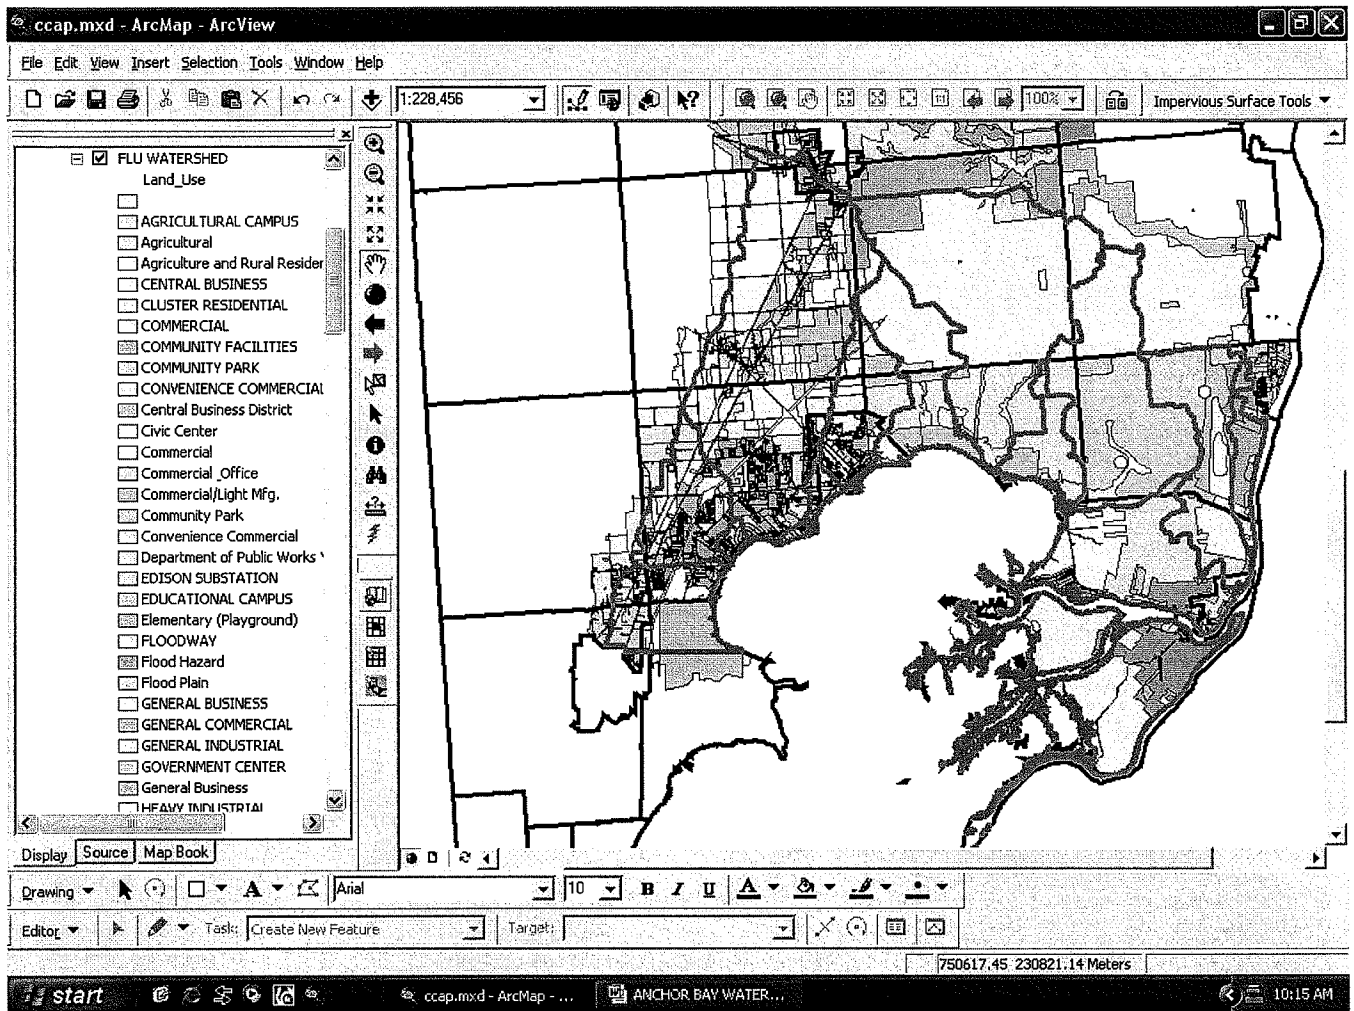 ccap.mxd - ArcMap - ArcView
File Edit View Insert Selection Tools Window Help
1:228,456 100% Impervious Surface Tools
FLU WATERSHED
Land_Use
AGRICULTURAL CAMPUS
Agricultural
Agriculture and Rural Resider
CENTRAL BUSINESS
CLUSTER RESIDENTIAL
COMMERCIAL
COMMUNITY FACILITIES
COMMUNITY PARK
CONVENIENCE COMMERCIAL
Central Business District
Civic Center
Commercial
Commercial _Office
Commercial/Light Mfg.
Community Park
Convenience Commercial
Department of Public Works
EDISON SUBSTATION
EDUCATIONAL CAMPUS
Elementary (Playground)
FLOODWAY
Flood Hazard
Flood Plain
GENERAL BUSINESS
GENERAL COMMERCIAL
GENERAL INDUSTRIAL
GOVERNMENT CENTER
General Business
HEAVY INDUSTRIAL
Display Source Map Book
Drawing A Arial 10 B I U A
Editor Task: Create New Feature Target:
750617.45 230821.14 Meters
start ccap.mxd - ArcMap - ... ANCHOR BAY WATER... 10:15 AM